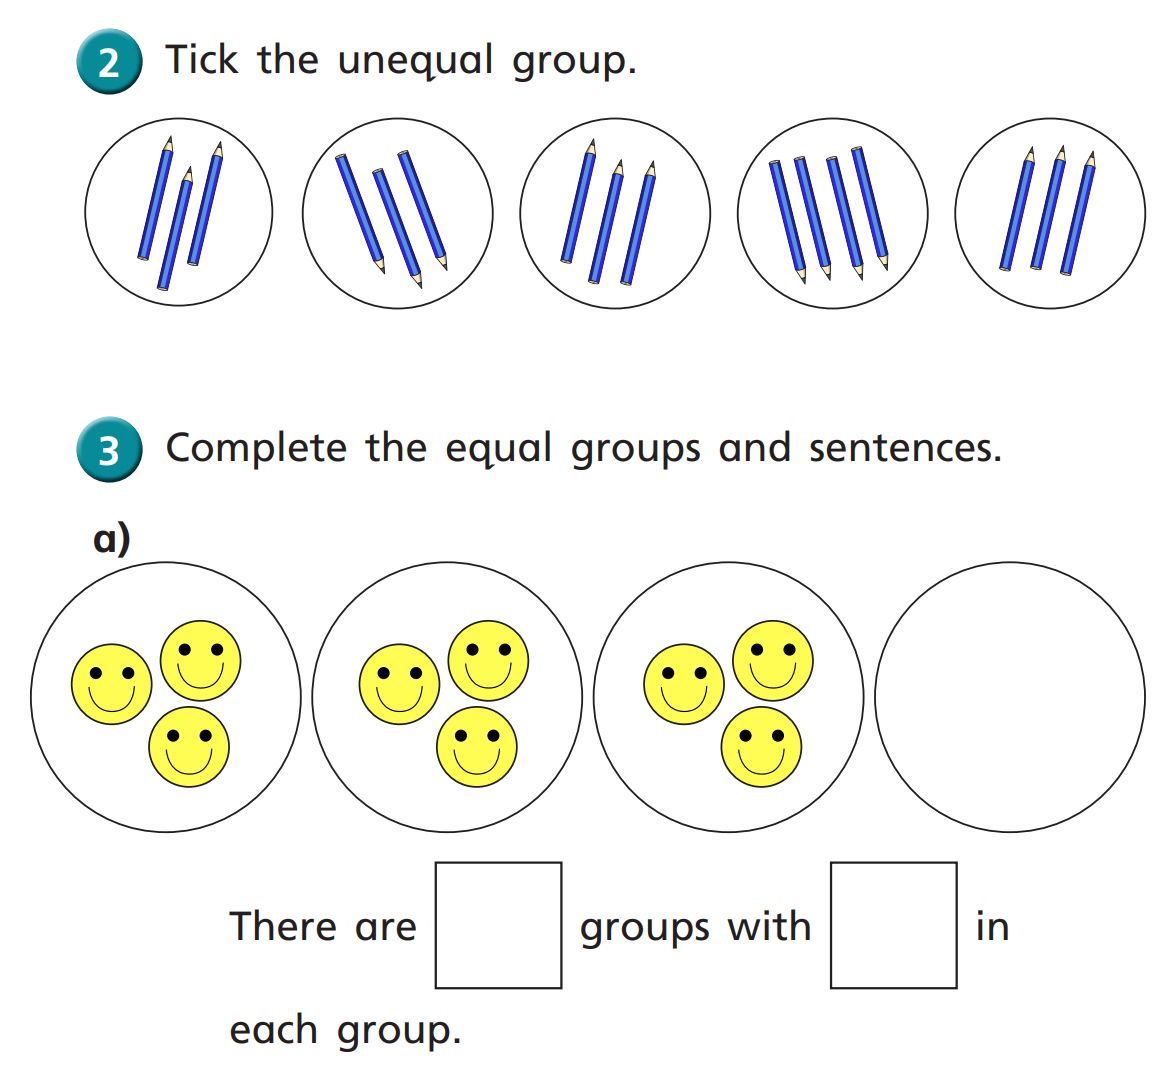 2 Tick the unequal group.
3 Complete the equal groups and sentences.
a)
There are groups with in
each group.